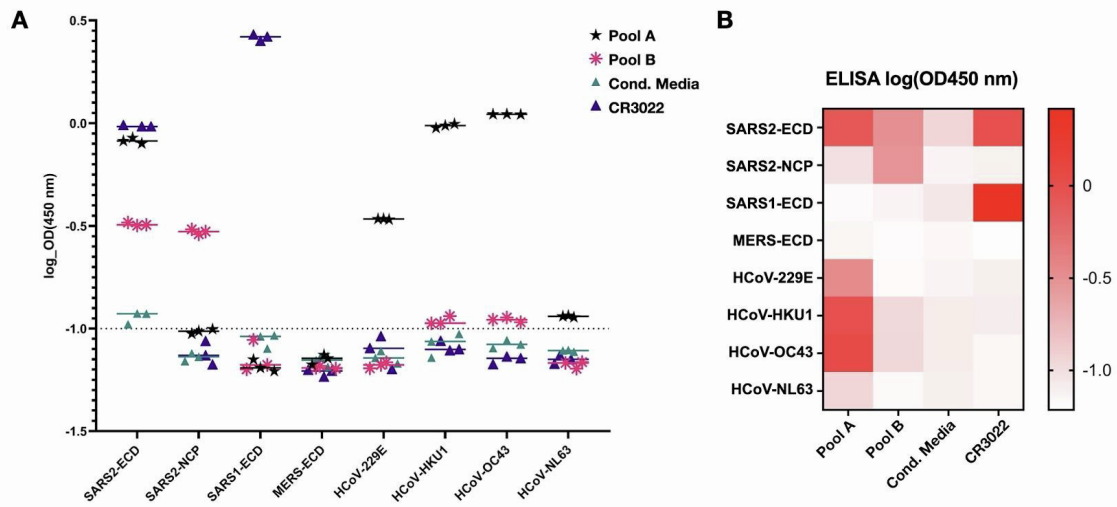 A
log_OD(450 nm)
0.5
0.0
-0.5
-1.0
-1.5
SARS2-ECD
SARS2-NCP
SARS1-ECD
MERS-ECD
HCoV-229E
HCoV-HKU1
HCoV-OC43
HCoV-NL63
Pool A
Pool B
Cond. Media
CR3022
B
ELISA log(OD450 nm)
SARS2-ECD
SARS2-NCP
SARS1-ECD
MERS-ECD
HCoV-229E
HCoV-HKU1
HCoV-OC43
HCoV-NL63
Pool A
Pool B
Cond. Media
CR3022
0
-0.5
-1.0